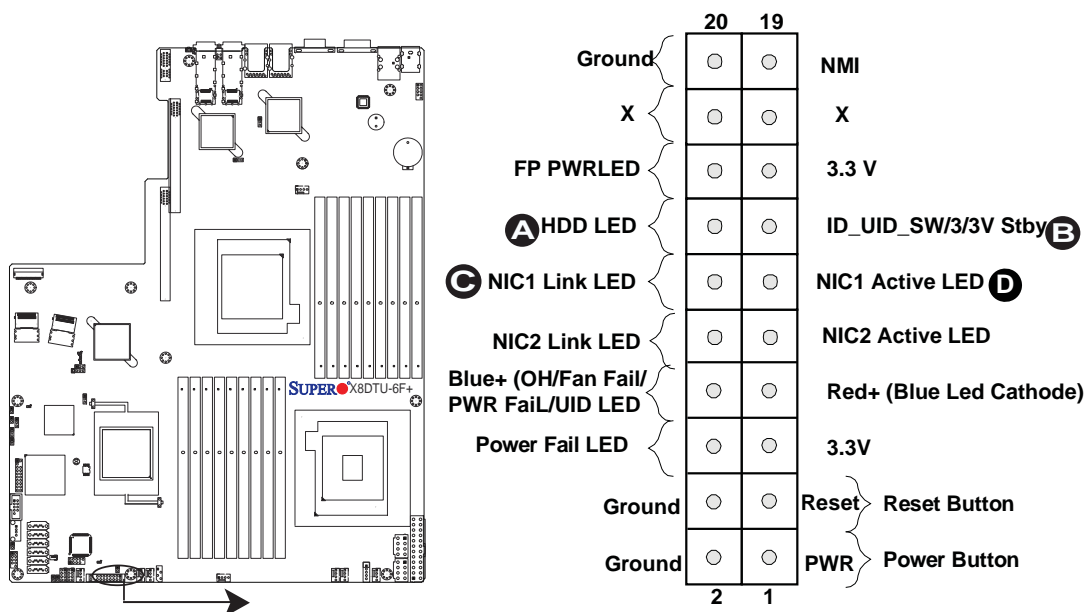 20 19
Ground NMI
X X
FP PWRLED 3.3 V
A HDD LED ID_UID_SW/3/3V Stby B
C NIC1 Link LED NIC1 Active LED D
NIC2 Link LED NIC2 Active LED
Blue+ (OH/Fan Fail/
PWR FaiL/UID LED Red+ (Blue Led Cathode)
Power Fail LED 3.3V
Ground Reset Reset Button
Ground PWR Power Button
2 1
SUPER X8DTU-6F+